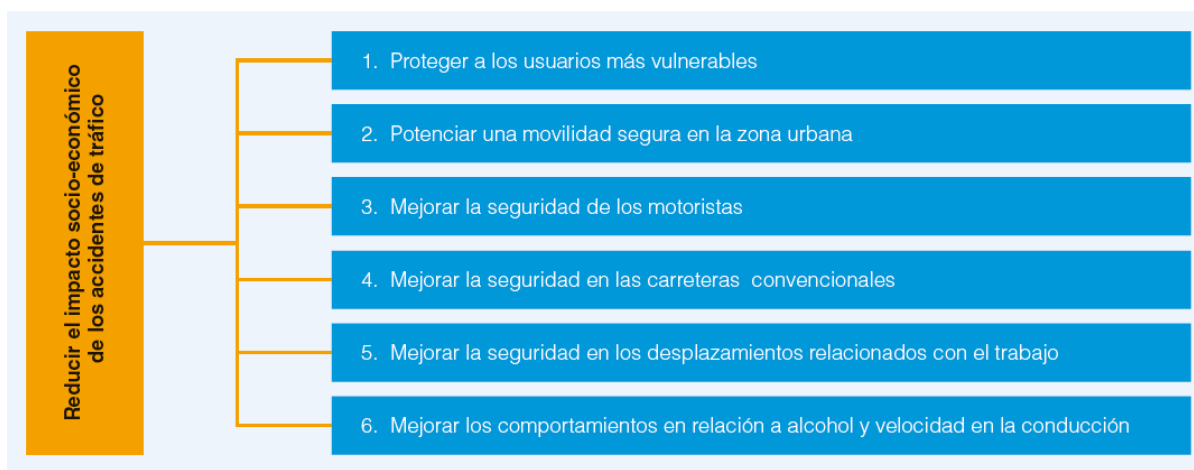 Reducir el impacto socio-económico
de los accidentes de tráfico
1. Proteger a los usuarios más vulnerables
2. Potenciar una movilidad segura en la zona urbana
3. Mejorar la seguridad de los motoristas
4. Mejorar la seguridad en las carreteras convencionales
5. Mejorar la seguridad en los desplazamientos relacionados con el trabajo
6. Mejorar los comportamientos en relación a alcohol y velocidad en la conducción